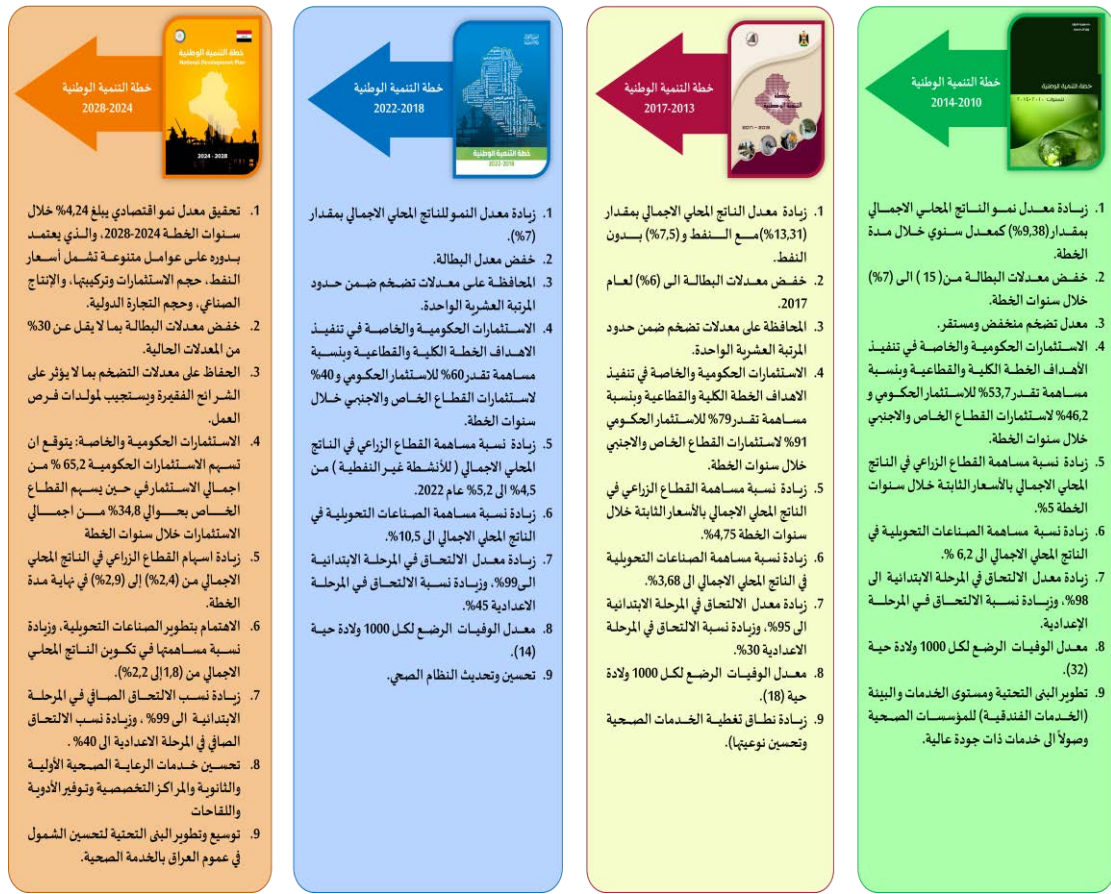 خطة التنمية الوطنية
2014-2010
خطة التنمية الوطنية
للسنوات ٢٠١٠-٢٠١٤
1. زيادة معدل نمو الناتج المحلي الاجمالي
بمقدار (9,38%) كمعدل سنوي خلال مدة
الخطة.
2. خفض معدلات البطالة من( 15 ) الى (7%)
خلال سنوات الخطة.
3. معدل تضخم منخفض ومستقر.
4. الاستثمارات الحكومية والخاصة في تنفيذ
الأهداف الخطة الكلية والقطاعية وبنسبة
مساهمة تقدر53,7% للاستثمار الحكومي و
46,2% لاستثمارات القطاع الخاص والاجنبي
خلال سنوات الخطة.
5. زيادة نسبة مساهمة القطاع الزراعي في الناتج
المحلي الاجمالي بالأسعار الثابتة خلال سنوات
الخطة 5%.
6. زيادة نسبة مساهمة الصناعات التحويلية في
الناتج المحلي الاجمالي الى 6,2 %.
7. زيادة معدل الالتحاق في المرحلة الابتدائية الى
98%، وزيادة نسبة الالتحاق في المرحلة
الإعدادية.
8. معدل الوفيات الرضع لكل 1000 ولادة حية
(32)
9. تطوير البنى التحتية ومستوى الخدمات والبيئة
(الخدمات الفندقية) للمؤسسات الصحية
وصولاً الى خدمات ذات جودة عالية.
خطة التنمية الوطنية
2017-2013
خطة
التنمية الوطنية
1. زيادة معدل الناتج المحلي الاجمالي بمقدار
(13,31%)مع النفط و(7,5%) بدون
النفط.
2. خفض معدلات البطالة الى (6%) لعام
2017.
3. المحافظة على معدلات تضخم ضمن حدود
المرتبة العشرية الواحدة.
4. الاستثمارات الحكومية والخاصة في تنفيذ
الاهداف الخطة الكلية والقطاعية وبنسبة
مساهمة تقدر79% للاستثمار الحكومي
91% لاستثمارات القطاع الخاص والاجنبي
خلال سنوات الخطة.
5. زيادة نسبة مساهمة القطاع الزراعي في
الناتج المحلي الاجمالي بالأسعار الثابتة خلال
سنوات الخطة 4,75%.
6. زيادة نسبة مساهمة الصناعات التحويلية
في الناتج المحلي الاجمالي الى 3,68%.
7. زيادة معدل الالتحاق في المرحلة الابتدائية
الى 95%، وزيادة نسبة الالتحاق في المرحلة
الاعدادية 30%.
8. معدل الوفيات الرضع لكل 1000 ولادة
حية (18).
9. زيادة نطاق تغطية الخدمات الصحية
وتحسين نوعيتها).
خطة التنمية الوطنية
2022-2018
خطة التنمية الوطنية
2022-2018
1. زيادة معدل النمو للناتج المحلي الاجمالي بمقدار
(7%).
2. خفض معدل البطالة.
3. المحافظة على معدلات تضخم ضمن حدود
المرتبة العشرية الواحدة.
4. الاستثمارات الحكومية والخاصة في تنفيذ
الاهداف الخطة الكلية والقطاعية وبنسبة
مساهمة تقدر60% للاستثمار الحكومي و40%
لاستثمارات القطاع الخاص والاجنبي خلال
سنوات الخطة.
5. زيادة نسبة مساهمة القطاع الزراعي في الناتج
المحلي الاجمالي ( للأنشطة غير النفطية ) من
4,5% الى 5,2% عام 2022.
6. زيادة نسبة مساهمة الصناعات التحويلية في
الناتج المحلي الاجمالي الى 10,5%.
7. زيادة معدل الالتحاق في المرحلة الابتدائية
الى99%، وزيادة نسبة الالتحاق في المرحلة
الاعدادية 45%.
8. معدل الوفيات الرضع لكل 1000 ولادة حية
(14).
9. تحسين وتحديث النظام الصحي.
خطة التنمية الوطنية
2028-2024
خطة التنمية الوطنية
National Development Plan
2024 - 2028
1. تحقيق معدل نمو اقتصادي يبلغ 4,24% خلال
سنوات الخطة 2024-2028، والذي يعتمد
بدوره على عوامل متنوعة تشمل أسعار
النفط، حجم الاستثمارات وتركيبتها، والإنتاج
الصناعي، وحجم التجارة الدولية.
2. خفض معدلات البطالة بما لا يقل عن 30%
من المعدلات الحالية.
3. الحفاظ على معدلات التضخم بما لا يؤثر على
الشرائح الفقيرة ويستجيب لمولدات فرص
العمل.
4. الاستثمارات الحكومية والخاصة: يتوقع ان
تسهم الاستثمارات الحكومية 65,2 % من
اجمالي الاستثمار في حين يسهم القطاع
الخاص بحوالي 34,8% من اجمالي
الاستثمارات خلال سنوات الخطة
5. زيادة اسهام القطاع الزراعي في الناتج المحلي
الاجمالي من (2,4%) إلى (2,9%) في نهاية مدة
الخطة.
6. الاهتمام بتطوير الصناعات التحويلية، وزيادة
نسبة مساهمتها في تكوين الناتج المحلي
الاجمالي من (1,8إلى 2,2%).
7. زيادة نسب الالتحاق الصافي في المرحلة
الابتدائية الى 99% ، وزيادة نسب الالتحاق
الصافي في المرحلة الاعدادية الى 40% .
8. تحسين خدمات الرعاية الصحية الأولية
والثانوية والمراكز التخصصية وتوفير الأدوية
واللقاحات
9. توسيع وتطوير البنى التحتية لتحسين الشمول
في عموم العراق بالخدمة الصحية.